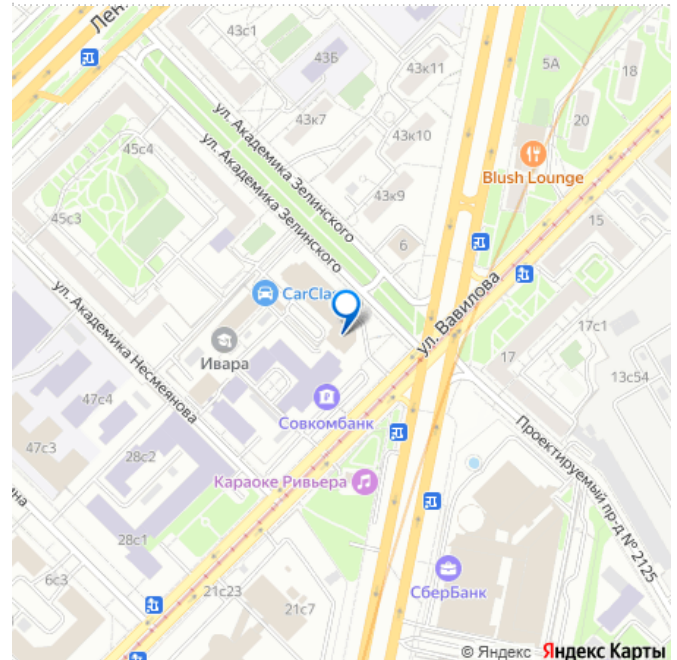 Лен
43с1
43Б
43к11
5А
18
43к7
20
43к10
Blush Lounge
45с4
ул. Академика Зелинского
ул. Академика Зелинского
43к9
45с3
6
15
CarCla
ул. Вавилова
17с1
ул. Академика Несмеянова
Ивара
17
13с54
47с4
Совкомбанк
47с3
28с2
Караоке Ривьера
Проектируемый пр-д № 2125
на
28с1
СберБанк
6с3
21с23
21с7
© Яндекс Яндекс Карты